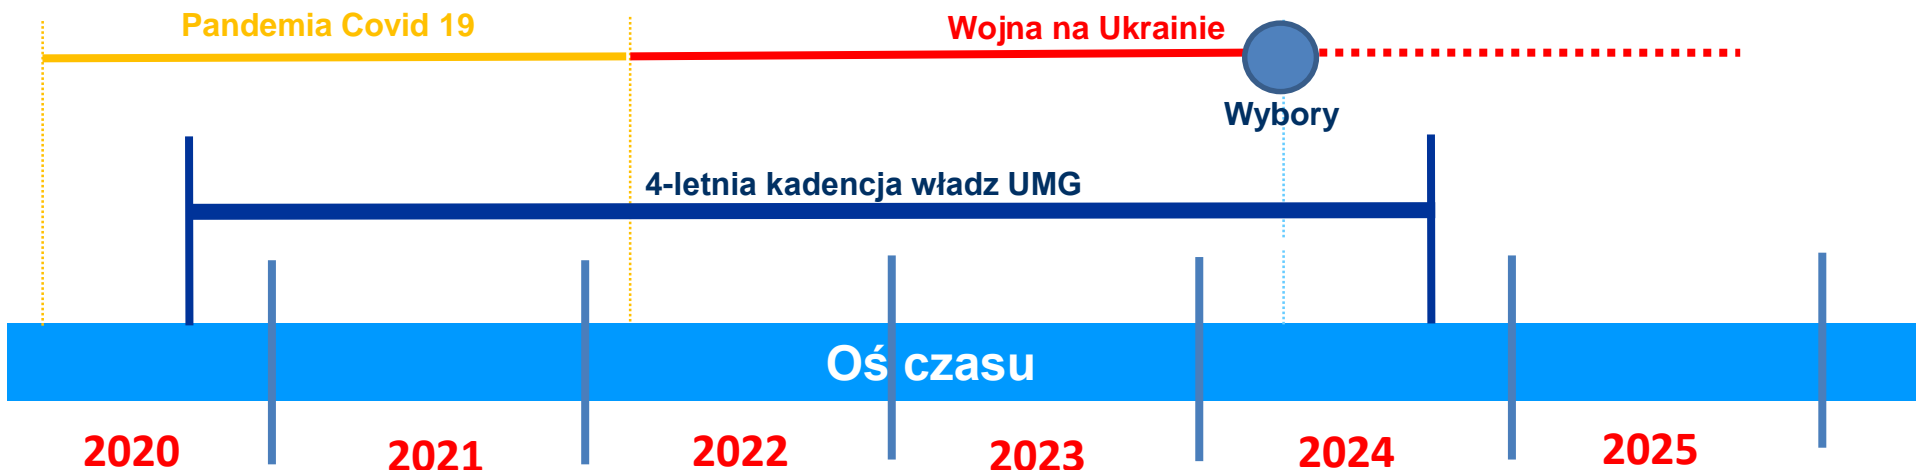 Pandemia Covid 19
Wojna na Ukrainie
Wybory
4-letnia kadencja władz UMG
Oś czasu
2020
2021
2022
2023
2024
2025